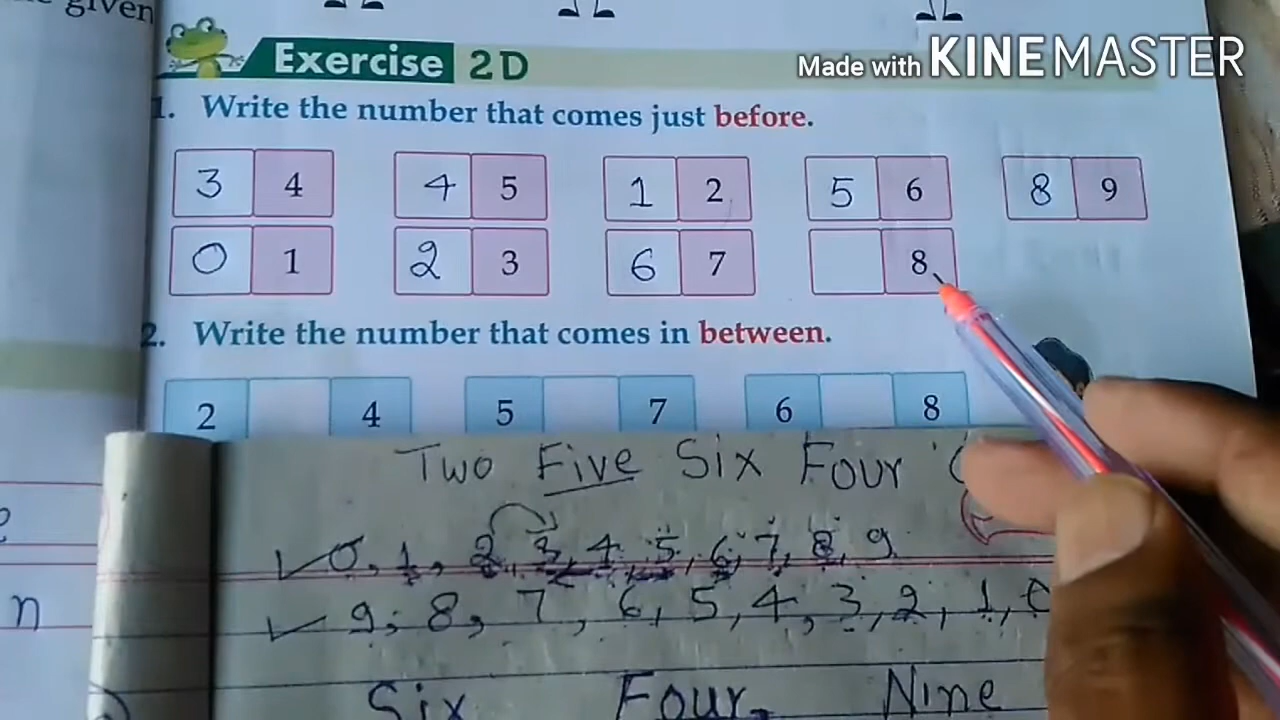 given
Exercise 2D
Made with KINEMASTER
1. Write the number that comes just before.
3 4 4 5 1 2 5 6 8 9
0 1 2 3 6 7 8
2. Write the number that comes in between.
2 4 5 7 6 8
Two Five Six Four
0, 1, 2, 3, 4, 5, 6, 7, 8, 9
9, 8, 7, 6, 5, 4, 3, 2, 1, 0
n
Six Four Nine